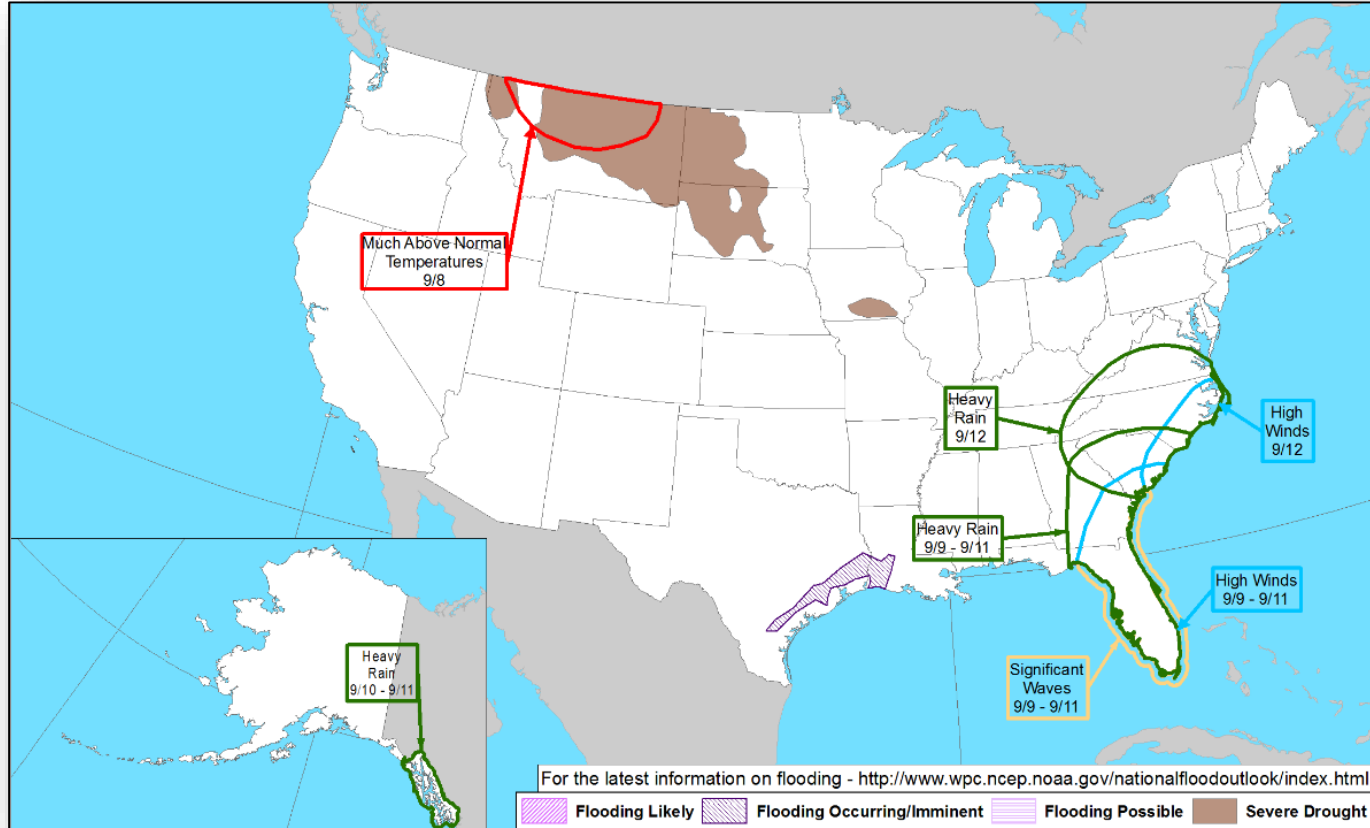 Much Above Normal
Temperatures
9/8
Heavy
Rain
9/12
High
Winds
9/12
Heavy Rain
9/9 - 9/11
High Winds
9/9 - 9/11
Heavy
Rain
9/10 - 9/11
Significant
Waves
9/9 - 9/11
For the latest information on flooding - http://www.wpc.ncep.noaa.gov/nationalfloodoutlook/index.html
Flooding Likely Flooding Occurring/Imminent Flooding Possible Severe Drought